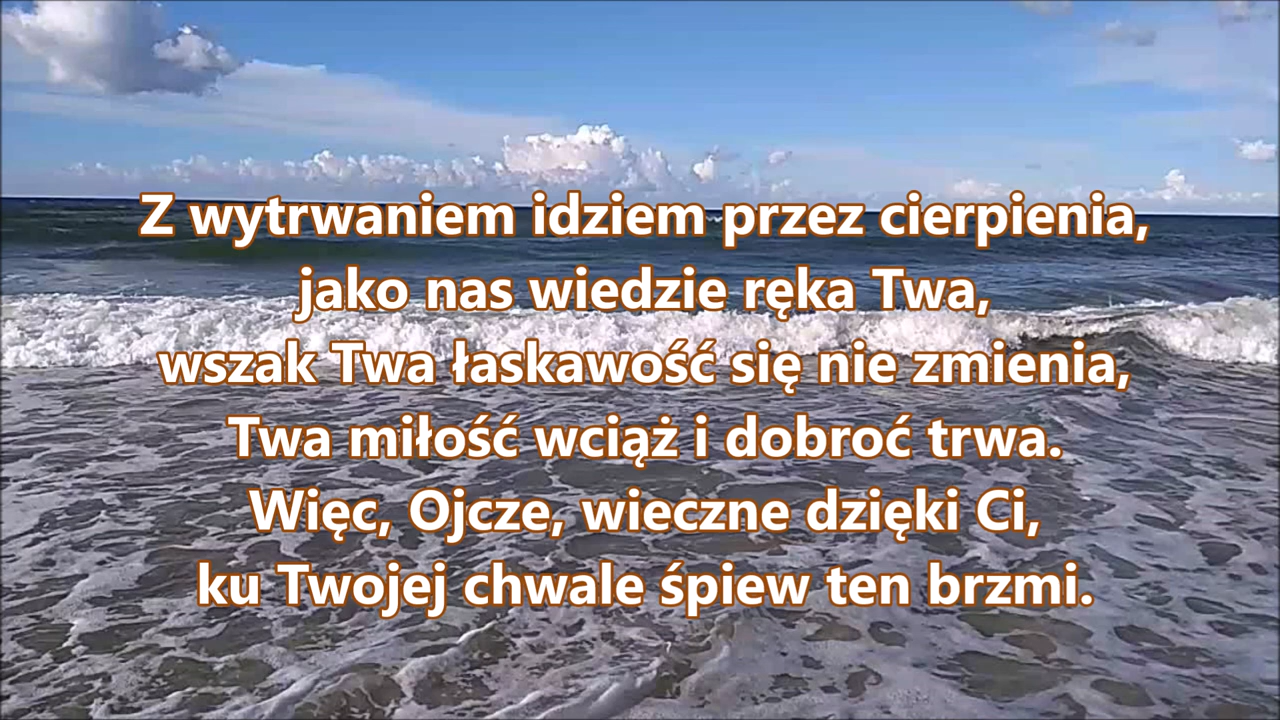 Z wytrwaniem idziem przez cierpienia,
jako nas wiedzie ręka Twa,
wszak Twa łaskawość się nie zmienia,
Twa miłość wciąż i dobroć trwa.
Więc, Ojcze, wieczne dzięki Ci,
ku Twojej chwale śpiew ten brzmi.